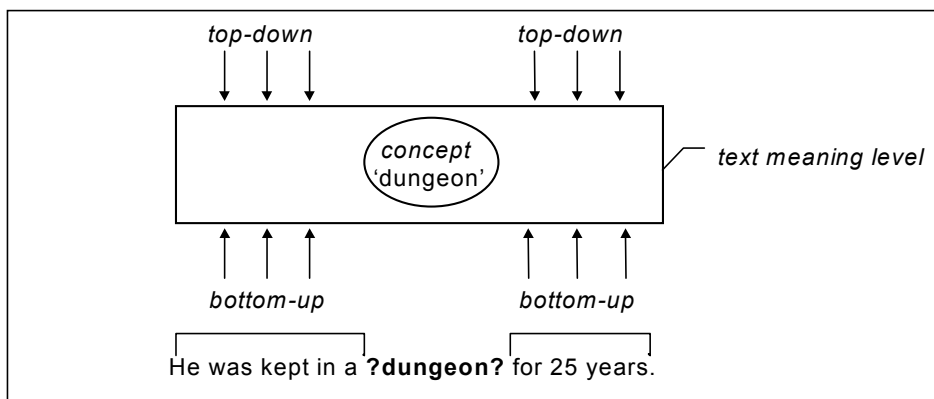 top-down top-down
concept
‘dungeon’
text meaning level
bottom-up bottom-up
He was kept in a ?dungeon? for 25 years.